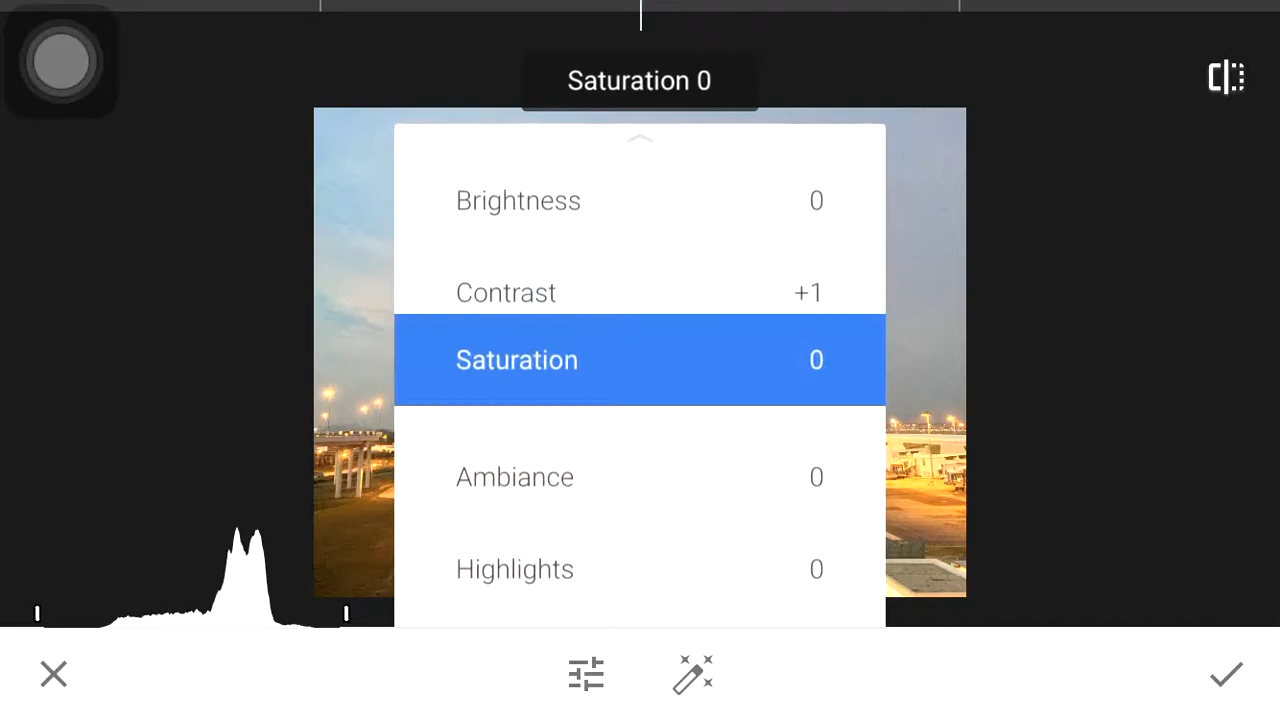 Saturation 0
Brightness 0
Contrast +1
Saturation 0
Ambiance 0
Highlights 0